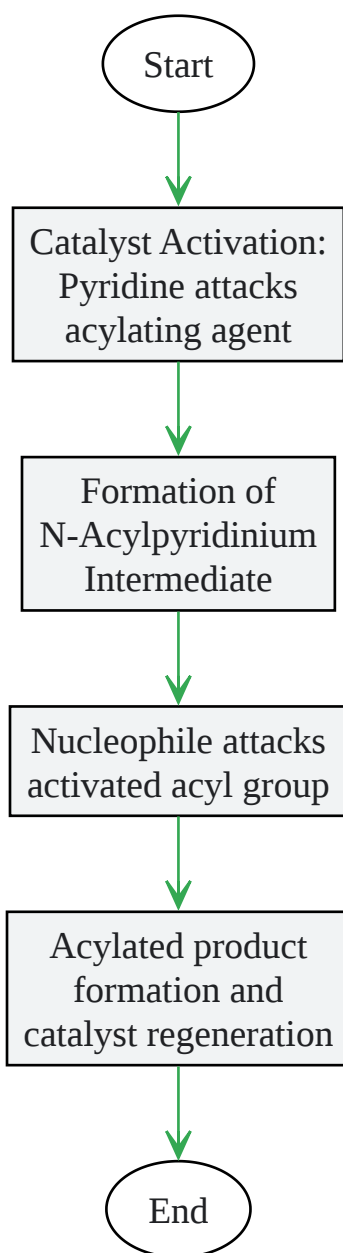 Start
Catalyst Activation:
Pyridine attacks
acylating agent
Formation of
N-Acylpyridinium
Intermediate
Nucleophile attacks
activated acyl group
Acylated product
formation and
catalyst regeneration
End